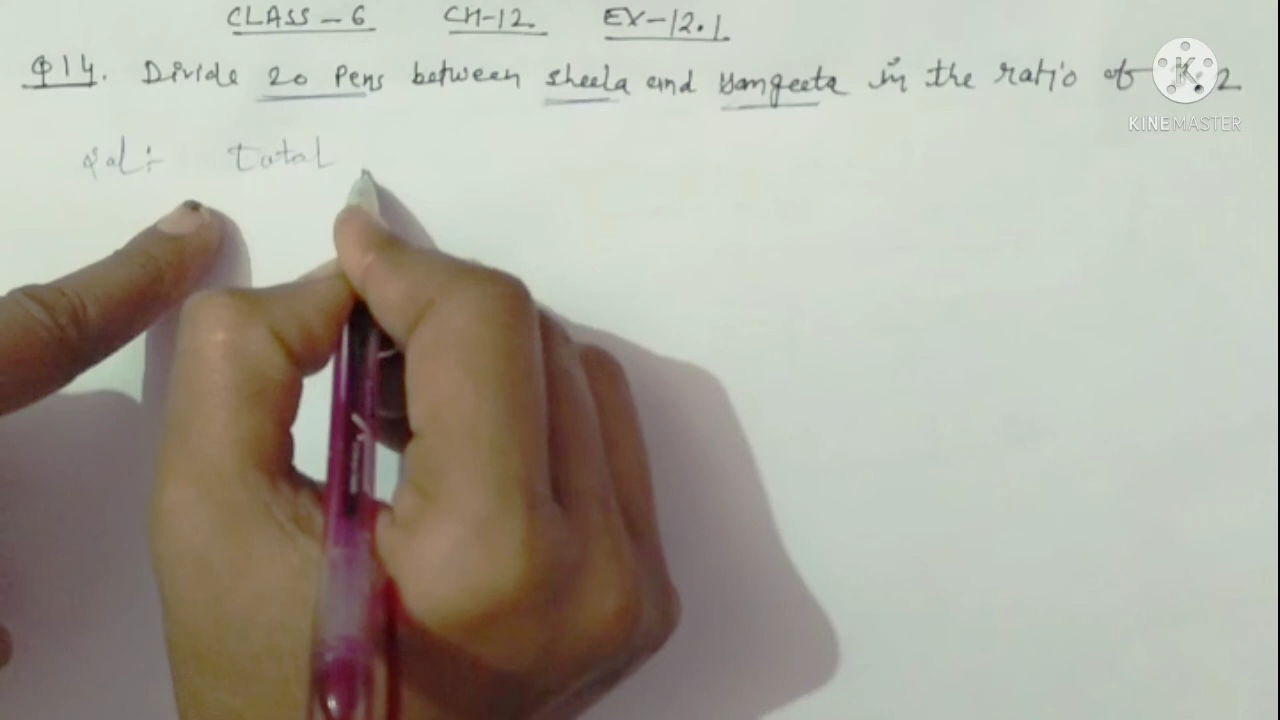 CLASS - 6 CH-12 EX-12.1
Q14. Divide 20 Pens between Sheela and Sangeeta in the ratio of 2
K
KINEMASTER
Sol:- Total